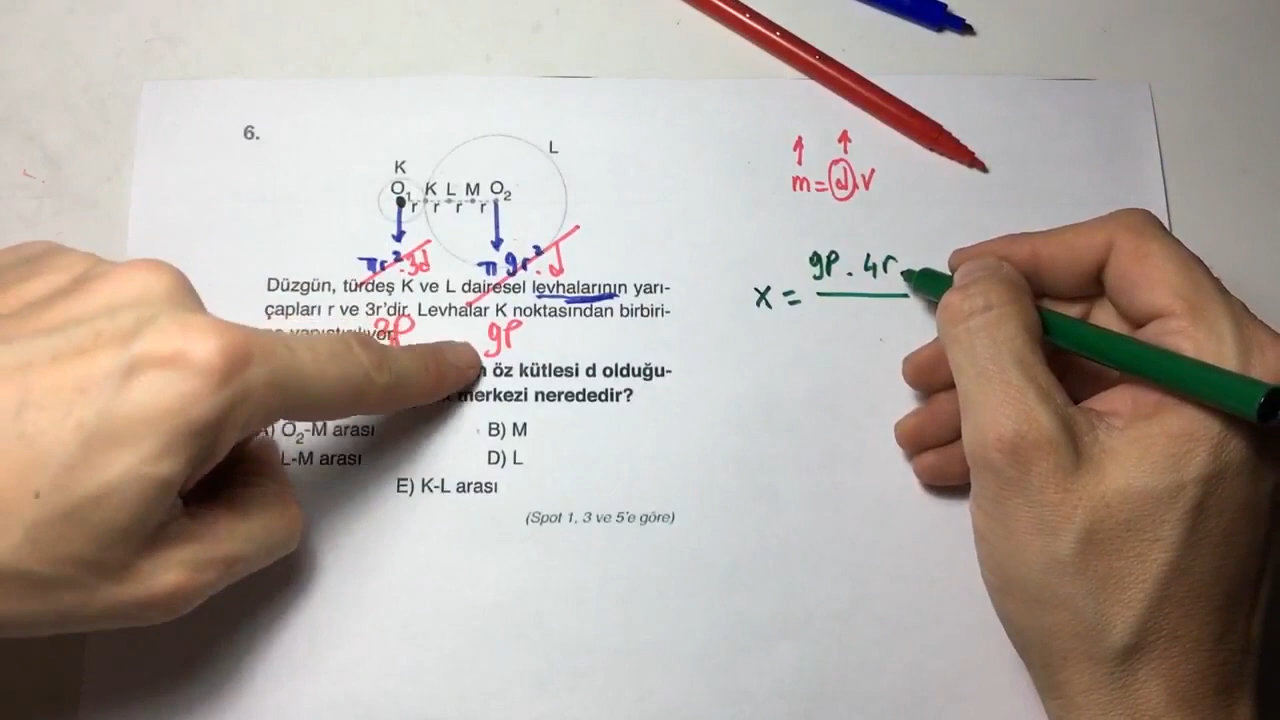 6.
K
L
O1 K L M O2
r r r r
πr².3d
π9r².d
m=d.V
x = 9P . 4r
Düzgün, türdeş K ve L dairesel levhalarının yarı-
çapları r ve 3r'dir. Levhalar K noktasından birbiri-
yapıştırılıyor.
3P 9P
öz kütlesi d olduğu-
merkezi nerededir?
A) O2-M arası B) M
L-M arası D) L
E) K-L arası
(Spot 1, 3 ve 5'e göre)